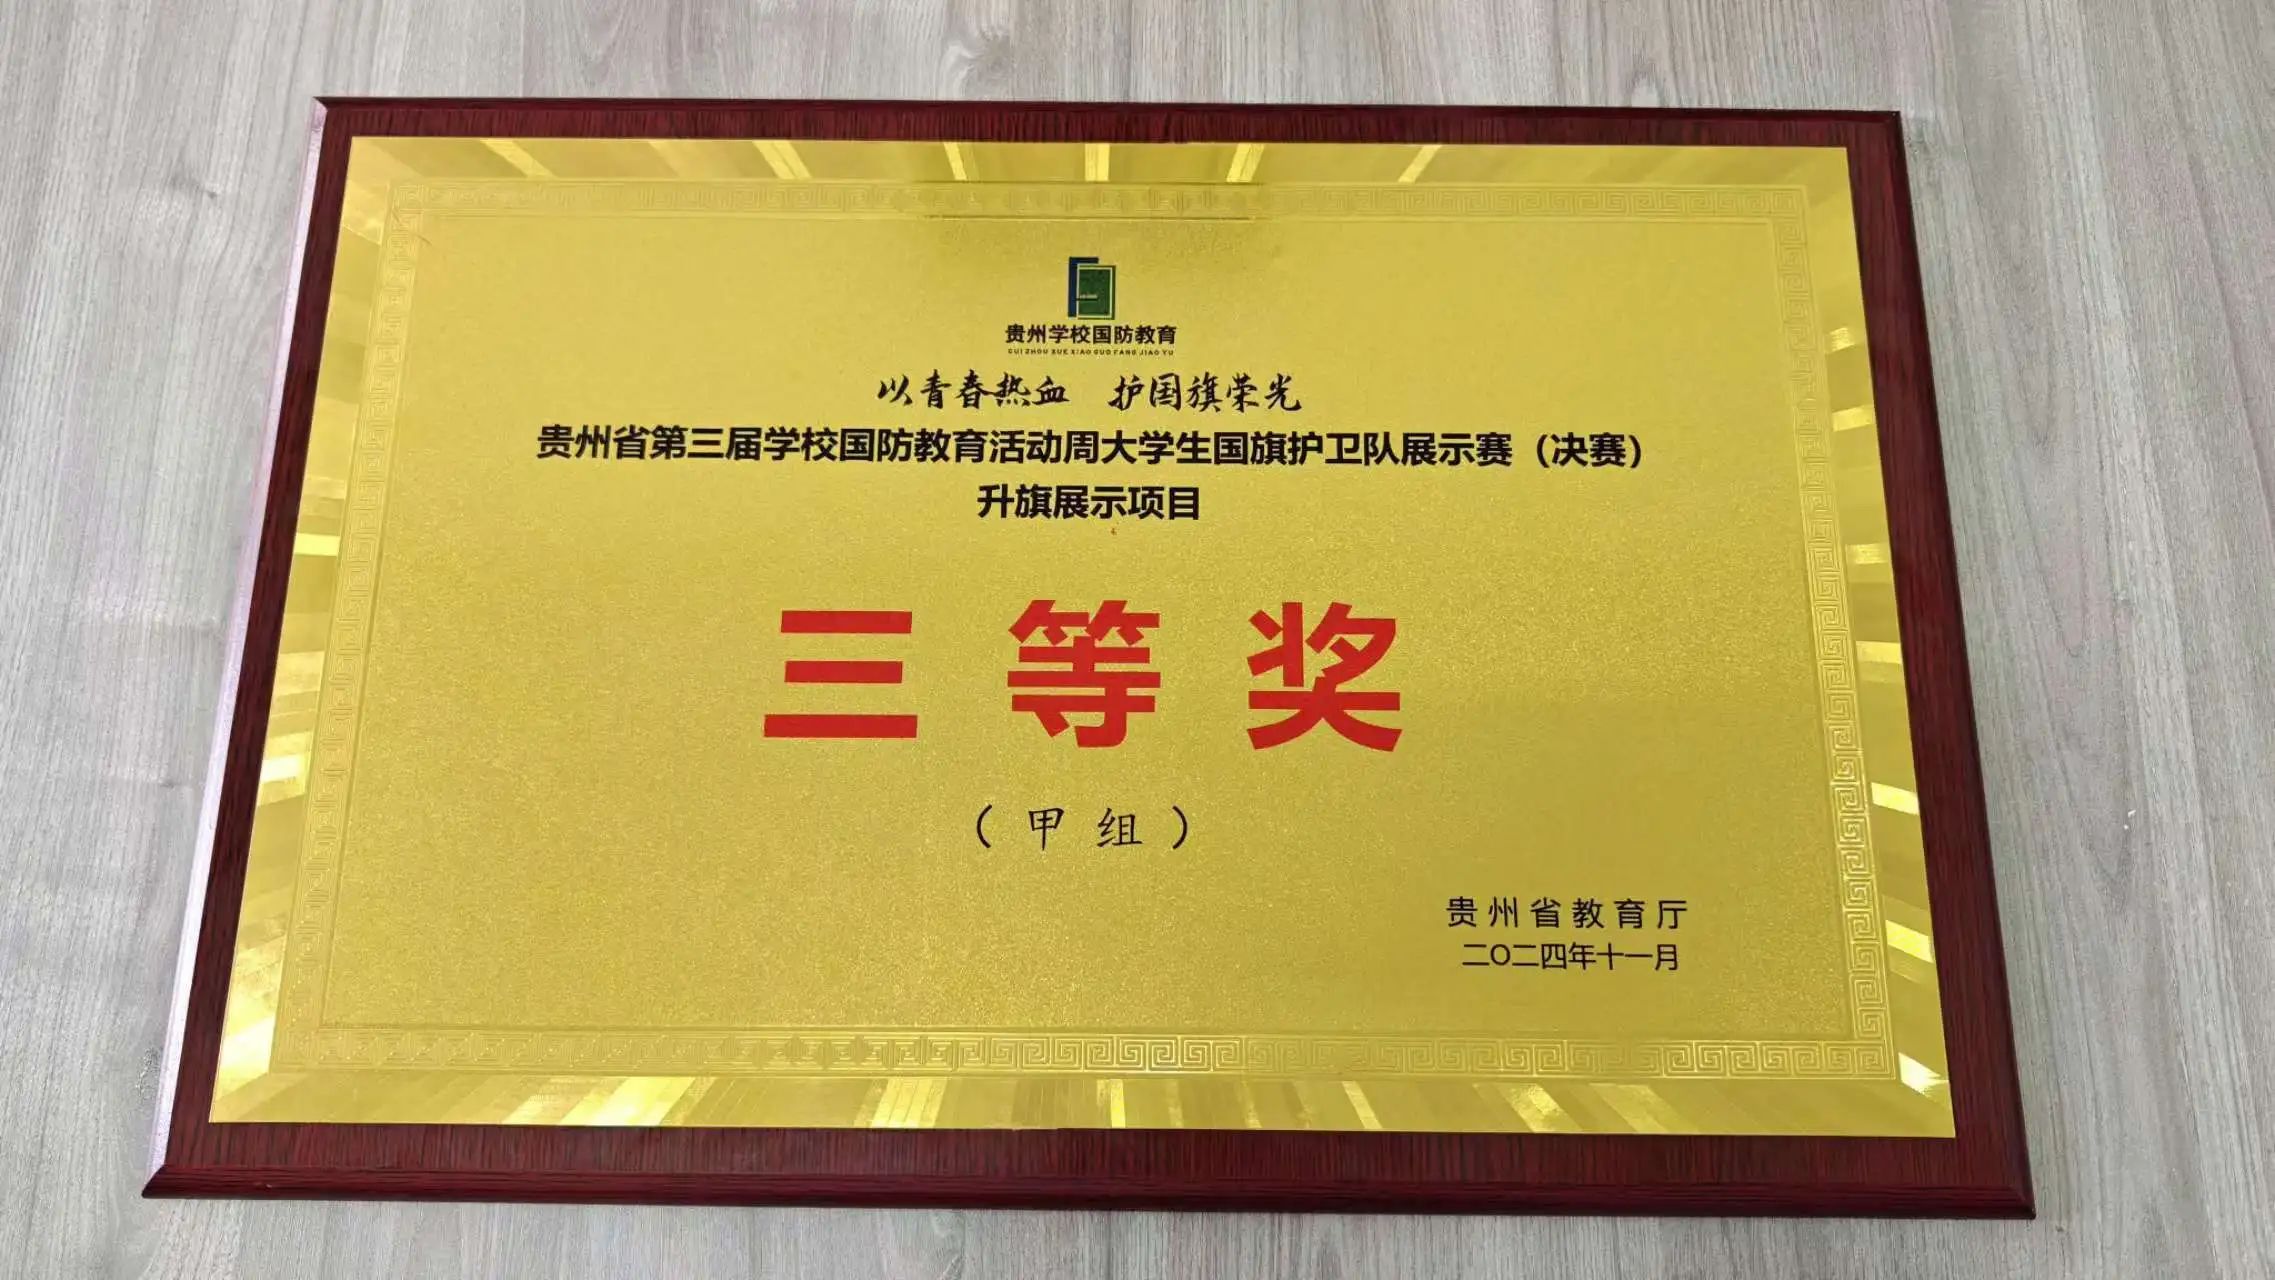 贵州学校国防教育
GUI ZHOU XUE XIAO GUO FANG JIAO YU
以青春热血 护国旗荣光
贵州省第三届学校国防教育活动周大学生国旗护卫队展示赛（决赛）
升旗展示项目
三等奖
（甲组）
贵州省教育厅
二〇二四年十一月